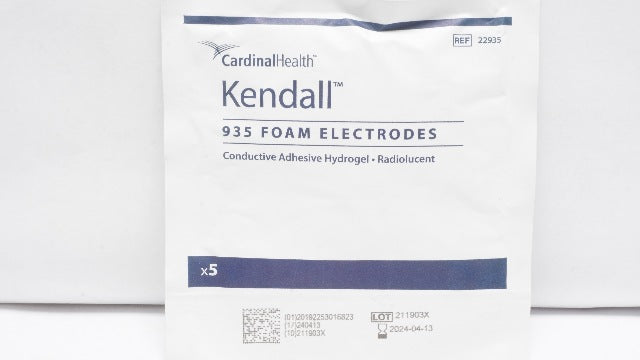 REF 22935
CardinalHealth™
Kendall™
935 FOAM ELECTRODES
Conductive Adhesive Hydrogel • Radiolucent
x5
(01)20192253016823
(17)240413
(10)211903X
LOT 211903X
2024-04-13